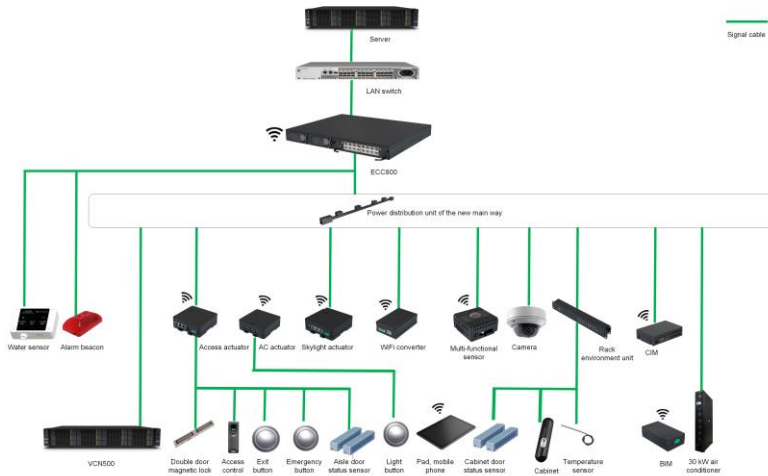 Server
Signal cable
LAN switch
ECC800
Power distribution unit of the new main way
Water sensor
Alarm beacon
Access actuator
AC actuator
Skylight actuator
WiFi converter
Multi-functional
sensor
Camera
Rack
environment unit
CIM
VCN500
Double door
magnetic lock
Access
control
Exit
button
Emergency
button
Aisle door
status sensor
Light
button
Pad, mobile
phone
Cabinet door
status sensor
Cabinet
Temperature
sensor
BIM
30 kW air
conditioner